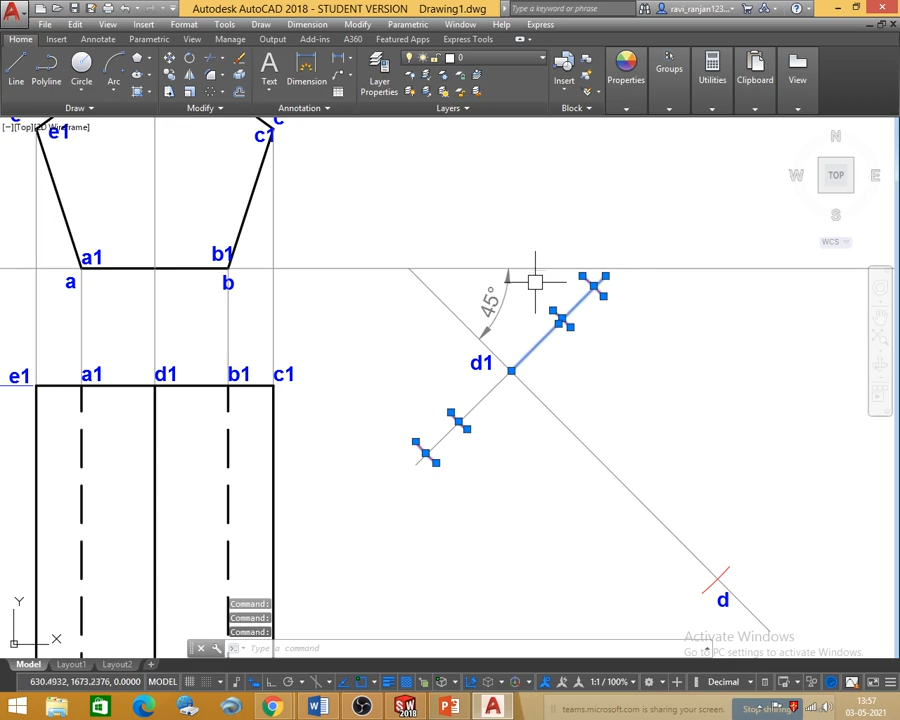 Autodesk AutoCAD 2018 - STUDENT VERSION Drawing1.dwg
Type a keyword or phrase
ravi_ranjan123...
File Edit View Insert Format Tools Draw Dimension Modify Parametric Window Help Express
Home Insert Annotate Parametric View Manage Output Add-ins A360 Featured Apps Express Tools
Line Polyline Circle Arc Text Dimension Layer Properties 0 Insert Properties Groups Utilities Clipboard View
Draw Modify Annotation Layers Block
[−][Top][2D Wireframe]
e c
e1 c1
N
W TOP E
S
WCS
a1 b1
a b
45°
d1
e1 a1 d1 b1 c1
d
Command:
Command:
Command:
Y
X
Type a command
Activate Windows
Go to PC settings to activate Windows.
Model Layout1 Layout2 +
630.4932, 1673.2376, 0.0000 MODEL 1:1 / 100% Decimal
teams.microsoft.com is sharing your screen. Stop sharing
13:57
03-05-2021